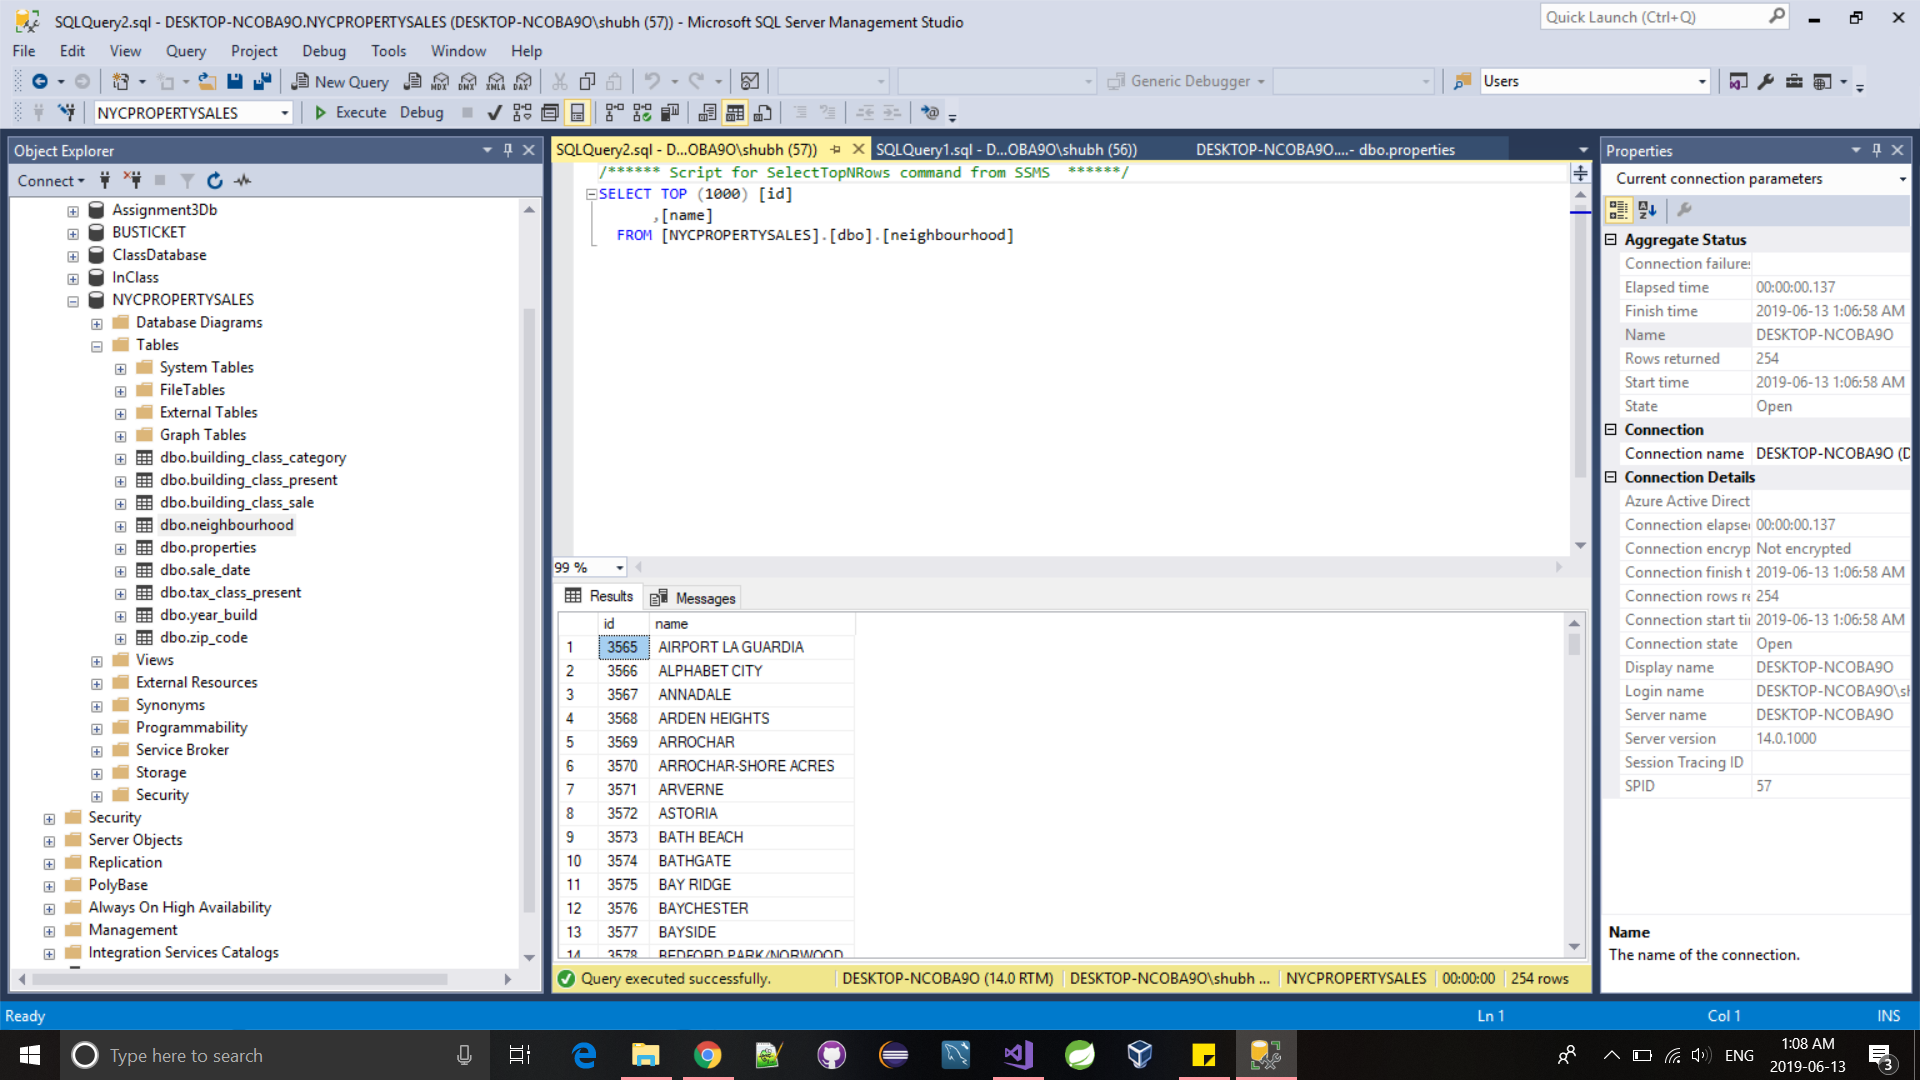 SQLQuery2.sql - DESKTOP-NCOBA9O.NYCPROPERTYSALES (DESKTOP-NCOBA9O\shubh (57)) - Microsoft SQL Server Management Studio
Quick Launch (Ctrl+Q)
File Edit View Query Project Debug Tools Window Help
New Query MDX DMX XMLA DAX Generic Debugger Users
NYCPROPERTYSALES Execute Debug
Object Explorer
Connect
Assignment3Db
BUSTICKET
ClassDatabase
InClass
NYCPROPERTYSALES
Database Diagrams
Tables
System Tables
FileTables
External Tables
Graph Tables
dbo.building_class_category
dbo.building_class_present
dbo.building_class_sale
dbo.neighbourhood
dbo.properties
dbo.sale_date
dbo.tax_class_present
dbo.year_build
dbo.zip_code
Views
External Resources
Synonyms
Programmability
Service Broker
Storage
Security
Security
Server Objects
Replication
PolyBase
Always On High Availability
Management
Integration Services Catalogs
SQLQuery2.sql - D...OBA9O\shubh (57)) SQLQuery1.sql - D...OBA9O\shubh (56)) DESKTOP-NCOBA9O....- dbo.properties
/****** Script for SelectTopNRows command from SSMS  ******/
SELECT TOP (1000) [id]
,[name]
FROM [NYCPROPERTYSALES].[dbo].[neighbourhood]
99 %
Results Messages
id name
1 3565 AIRPORT LA GUARDIA
2 3566 ALPHABET CITY
3 3567 ANNADALE
4 3568 ARDEN HEIGHTS
5 3569 ARROCHAR
6 3570 ARROCHAR-SHORE ACRES
7 3571 ARVERNE
8 3572 ASTORIA
9 3573 BATH BEACH
10 3574 BATHGATE
11 3575 BAY RIDGE
12 3576 BAYCHESTER
13 3577 BAYSIDE
14 3578 BEDFORD PARK/NORWOOD
Query executed successfully. DESKTOP-NCOBA9O (14.0 RTM) DESKTOP-NCOBA9O\shubh ... NYCPROPERTYSALES 00:00:00 254 rows
Properties
Current connection parameters
Aggregate Status
Connection failures
Elapsed time 00:00:00.137
Finish time 2019-06-13 1:06:58 AM
Name DESKTOP-NCOBA9O
Rows returned 254
Start time 2019-06-13 1:06:58 AM
State Open
Connection
Connection name DESKTOP-NCOBA9O (D
Connection Details
Azure Active Direct
Connection elapse 00:00:00.137
Connection encryp Not encrypted
Connection finish t 2019-06-13 1:06:58 AM
Connection rows re 254
Connection start ti 2019-06-13 1:06:58 AM
Connection state Open
Display name DESKTOP-NCOBA9O
Login name DESKTOP-NCOBA9O\sh
Server name DESKTOP-NCOBA9O
Server version 14.0.1000
Session Tracing ID
SPID 57
Name
The name of the connection.
Ready Ln 1 Col 1 INS
Type here to search
ENG
1:08 AM
2019-06-13
3